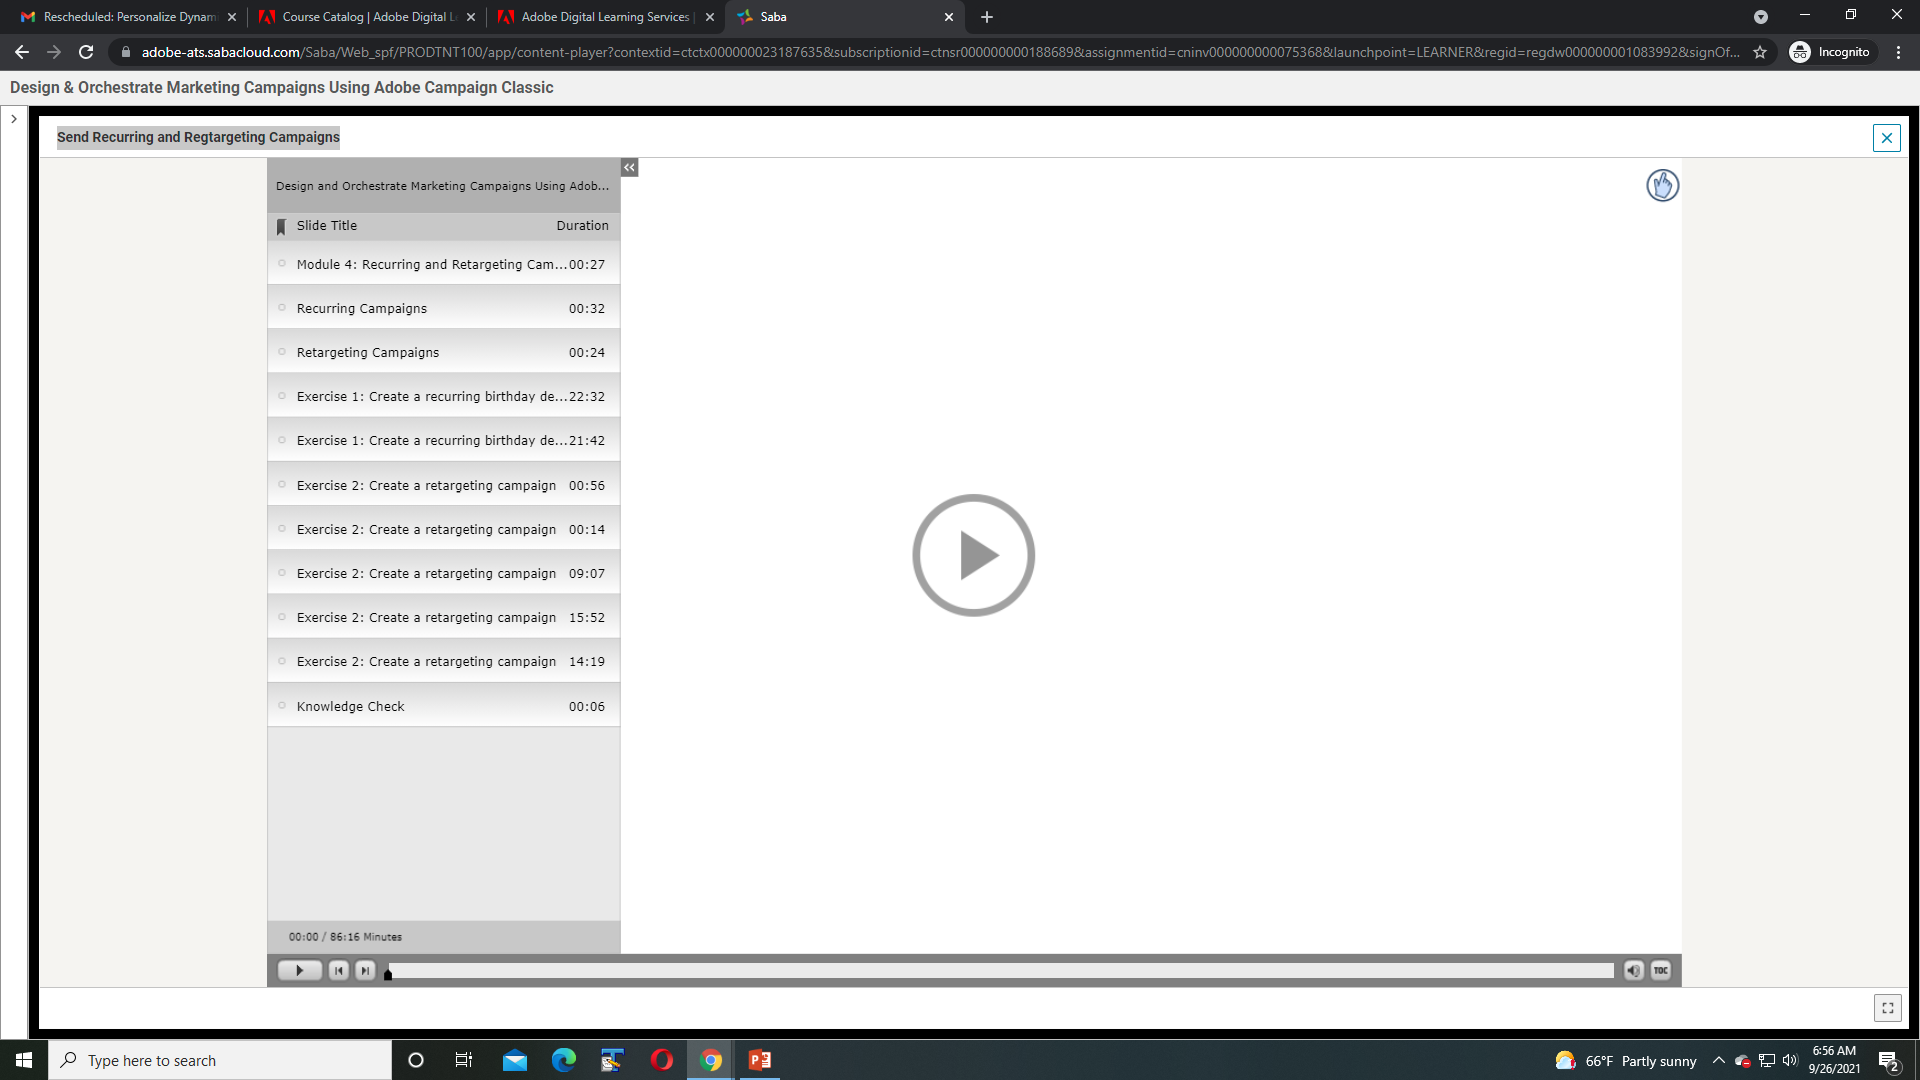 Rescheduled: Personalize Dynam
Course Catalog | Adobe Digital L
Adobe Digital Learning Services |
Saba
adobe-ats.sabacloud.com/Saba/Web_spf/PRODTNT100/app/content-player?contextid=ctctx000000023187635&subscriptionid=ctnsr000000000188689&assignmentid=cninv000000000075368&launchpoint=LEARNER&regid=regdw000000001083992&signOf...
Incognito
Design & Orchestrate Marketing Campaigns Using Adobe Campaign Classic
Send Recurring and Regtargeting Campaigns
Design and Orchestrate Marketing Campaigns Using Adob...
Slide Title Duration
Module 4: Recurring and Retargeting Cam...00:27
Recurring Campaigns 00:32
Retargeting Campaigns 00:24
Exercise 1: Create a recurring birthday de...22:32
Exercise 1: Create a recurring birthday de...21:42
Exercise 2: Create a retargeting campaign 00:56
Exercise 2: Create a retargeting campaign 00:14
Exercise 2: Create a retargeting campaign 09:07
Exercise 2: Create a retargeting campaign 15:52
Exercise 2: Create a retargeting campaign 14:19
Knowledge Check 00:06
00:00 / 86:16 Minutes
TOC
Type here to search
66°F Partly sunny
6:56 AM
9/26/2021
2